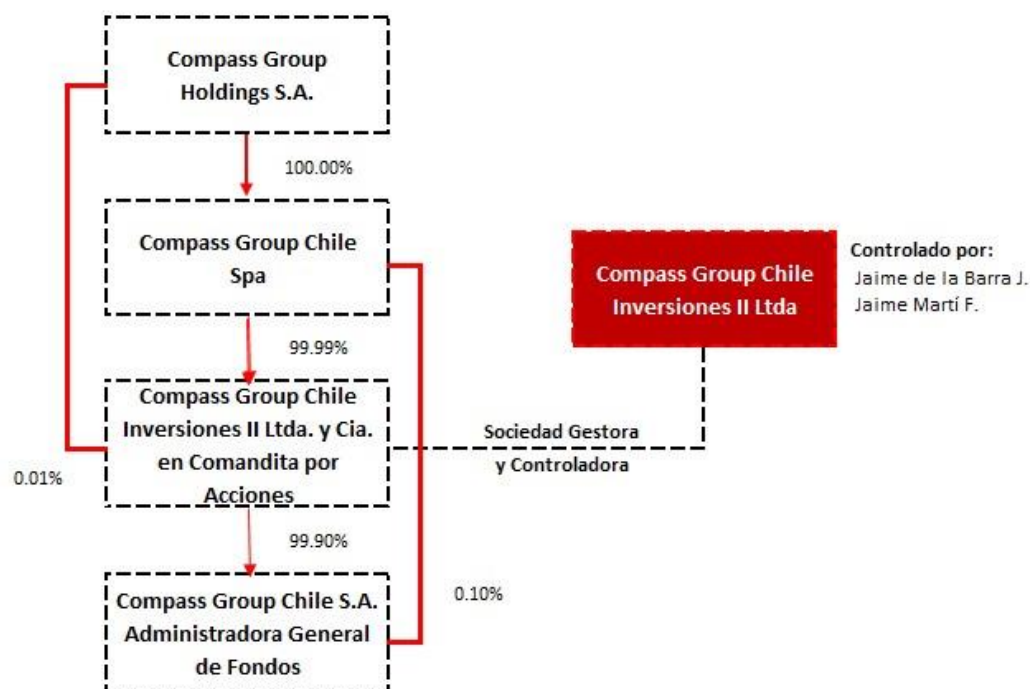 Compass Group
Holdings S.A.
100.00%
Compass Group Chile
Spa
99.99%
Compass Group Chile
Inversiones II Ltda. y Cia.
en Comandita por
Acciones
0.01%
99.90%
Compass Group Chile S.A.
Administradora General
de Fondos
0.10%
Sociedad Gestora
y Controladora
Compass Group Chile
Inversiones II Ltda
Controlado por:
Jaime de la Barra J.
Jaime Martí F.